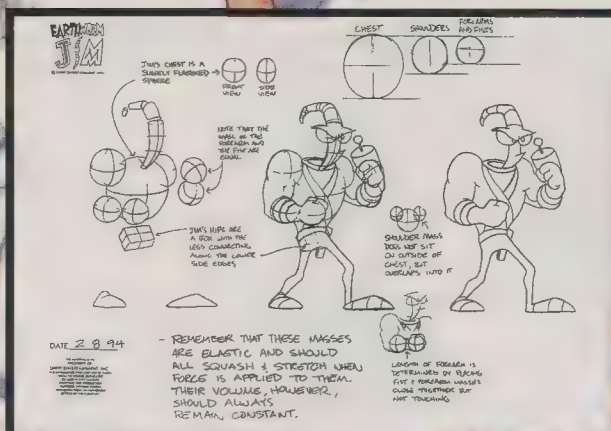 EARTHWORM
JIM
CHEST
SHOULDERS
FOREARMS
AND FISTS
JIM'S CHEST IS A
SLIGHTLY FLATTENED
SPHERE
FRONT
VIEW
SIDE
VIEW
NOTE THAT THE
MASS OF THE
FOREARM AND
THE FIST ARE
EQUAL
JIM'S HIPS ARE
A BOX WITH THE
LEGS CONNECTING
ALONG THE LOWER
SIDE EDGES
SHOULDER MASS
DOES NOT SIT
ON OUTSIDE OF
CHEST, BUT
OVERLAPS INTO IT
LENGTH OF FOREARM IS
DETERMINED BY PLACING
FIST & FOREARM MASSES
CLOSE TOGETHER BUT
NOT TOUCHING
DATE 2 8 94
- REMEMBER THAT THESE MASSES
ARE ELASTIC AND SHOULD
ALL SQUASH & STRETCH WHEN
FORCE IS APPLIED TO THEM.
THEIR VOLUME, HOWEVER,
SHOULD ALWAYS
REMAIN CONSTANT.